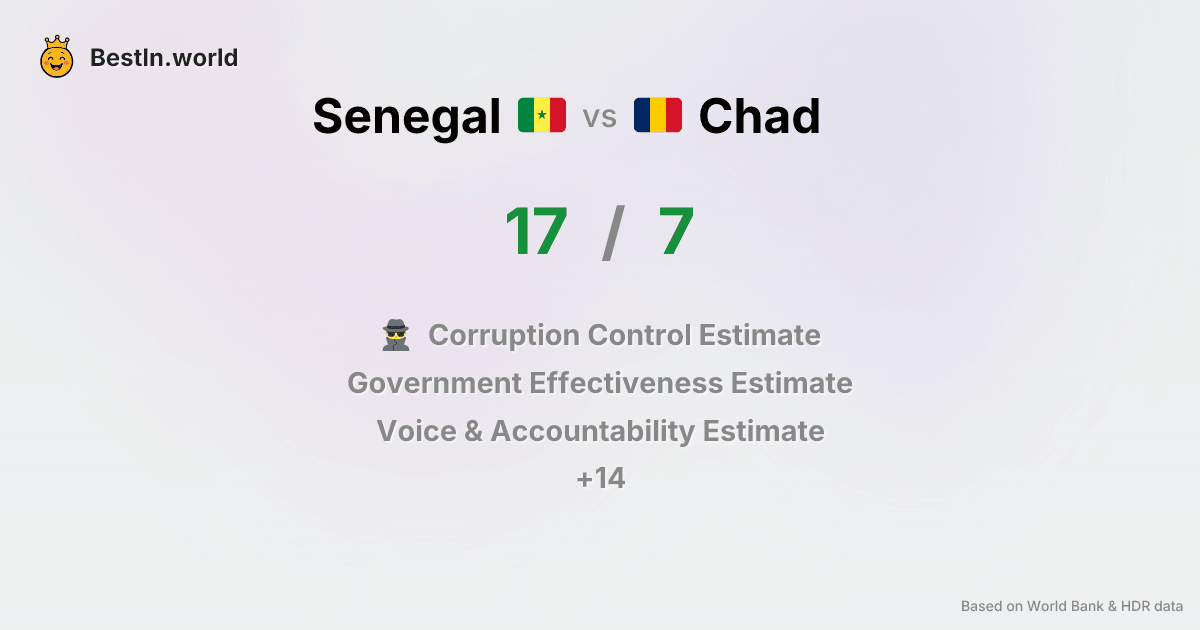 BestIn.world
Senegal vs Chad
17 / 7
Corruption Control Estimate
Government Effectiveness Estimate
Voice & Accountability Estimate
+14
Based on World Bank & HDR data